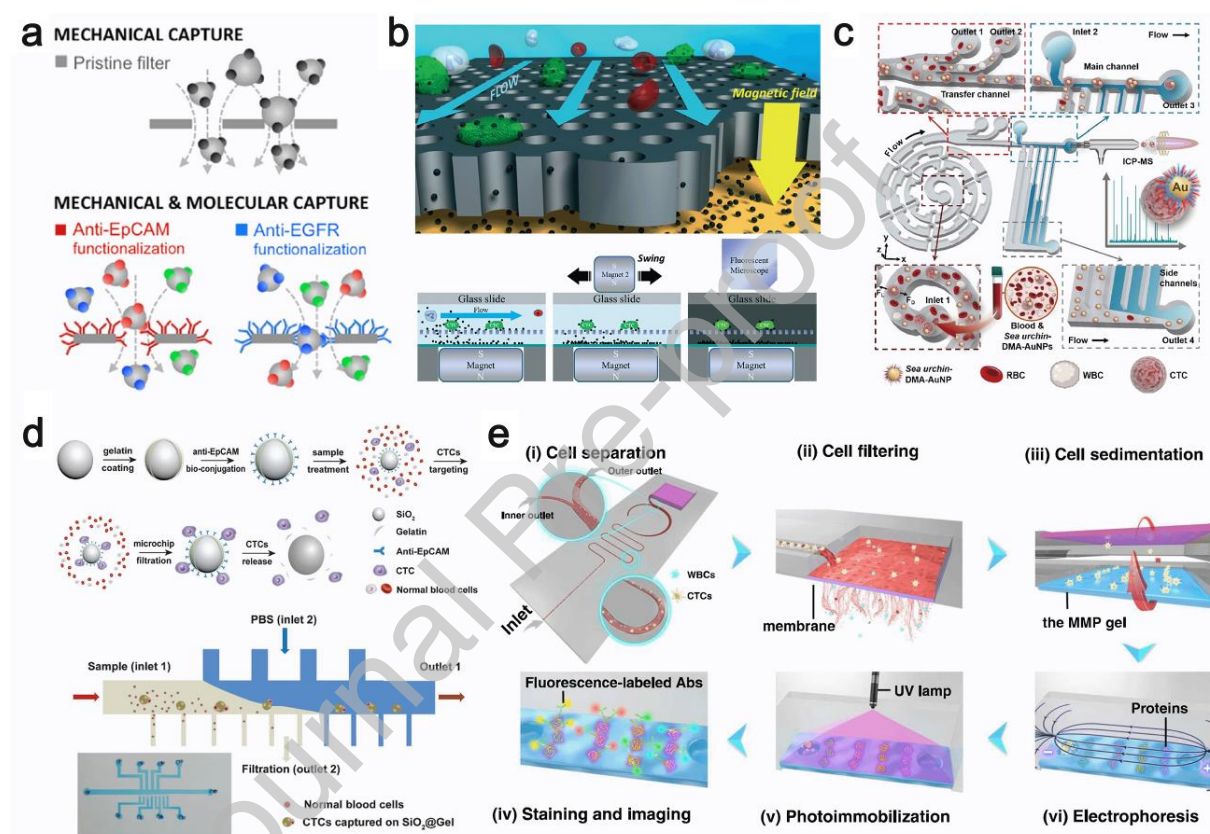 a
MECHANICAL CAPTURE
Pristine filter
MECHANICAL & MOLECULAR CAPTURE
Anti-EpCAM
functionalization
Anti-EGFR
functionalization
b
FLOW
Magnetic field
S
Magnet 2
N
Swing
Fluorescent
Microscope
Glass slide
Glass slide
Glass slide
Flow
CTC
CTC
CTC
CTC
CTC
CTC
S
Magnet
N
S
Magnet
N
S
Magnet
N
c
Outlet 1
Outlet 2
Inlet 2
Flow
Main channel
Transfer channel
Outlet 3
Flow
ICP-MS
Au
y
z
x
Inlet 1
Blood &
Sea urchin-
DMA-AuNPs
Side
channels
Flow
Outlet 4
Sea urchin-
DMA-AuNP
RBC
WBC
CTC
d
gelatin
coating
anti-EpCAM
bio-conjugation
sample
treatment
CTCs
targeting
microchip
filtration
CTCs
release
SiO₂
Gelatin
Anti-EpCAM
CTC
Normal blood cells
PBS (inlet 2)
Sample (inlet 1)
Outlet 1
Filtration (outlet 2)
Normal blood cells
CTCs captured on SiO₂@Gel
e
(i) Cell separation
Outer outlet
Inner outlet
WBCs
CTCs
Inlet
(ii) Cell filtering
membrane
(iii) Cell sedimentation
the MMP gel
Fluorescence-labeled Abs
(iv) Staining and imaging
UV lamp
(v) Photoimmobilization
Proteins
(vi) Electrophoresis
Journal Pre-proof